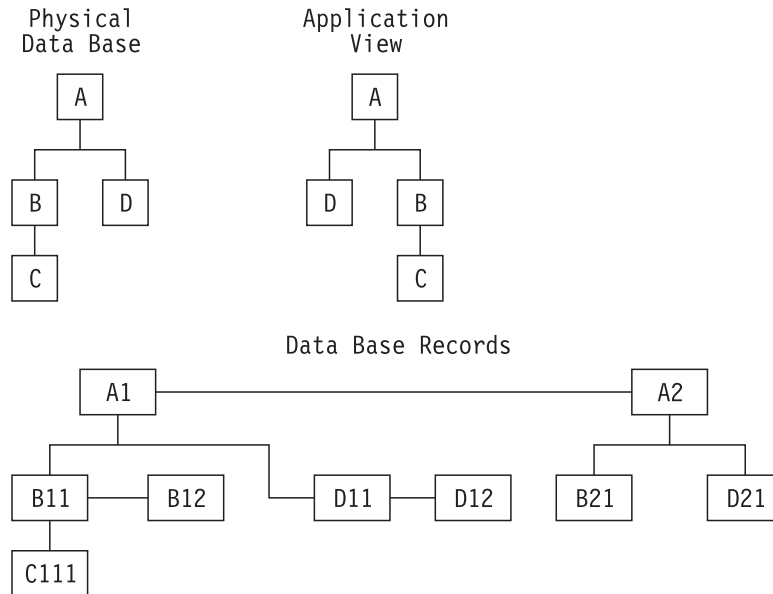 Physical
Data Base
Application
View
A
B
D
C
A
D
B
C
Data Base Records
A1
A2
B11
B12
D11
D12
B21
D21
C111